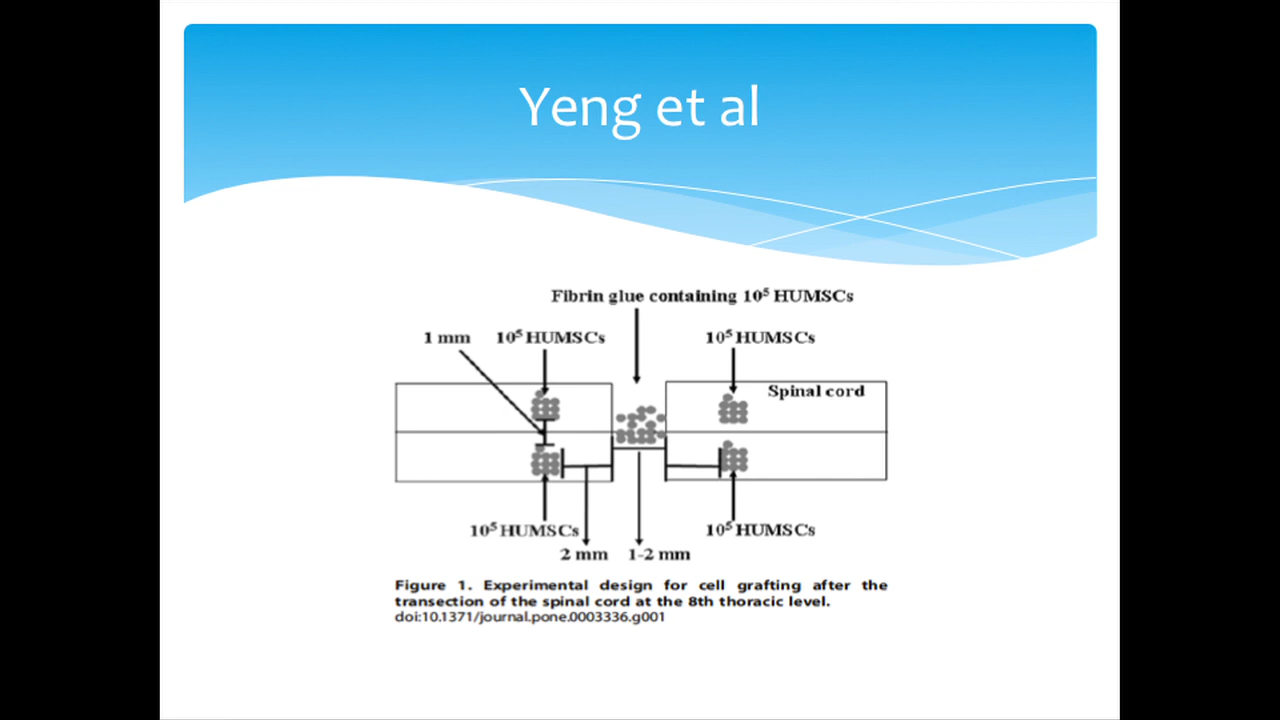 Yeng et al
Fibrin glue containing 10⁵ HUMSCs
1 mm
10⁵ HUMSCs
10⁵ HUMSCs
Spinal cord
10⁵ HUMSCs
10⁵ HUMSCs
2 mm
1-2 mm
Figure 1. Experimental design for cell grafting after the
transection of the spinal cord at the 8th thoracic level.
doi:10.1371/journal.pone.0003336.g001